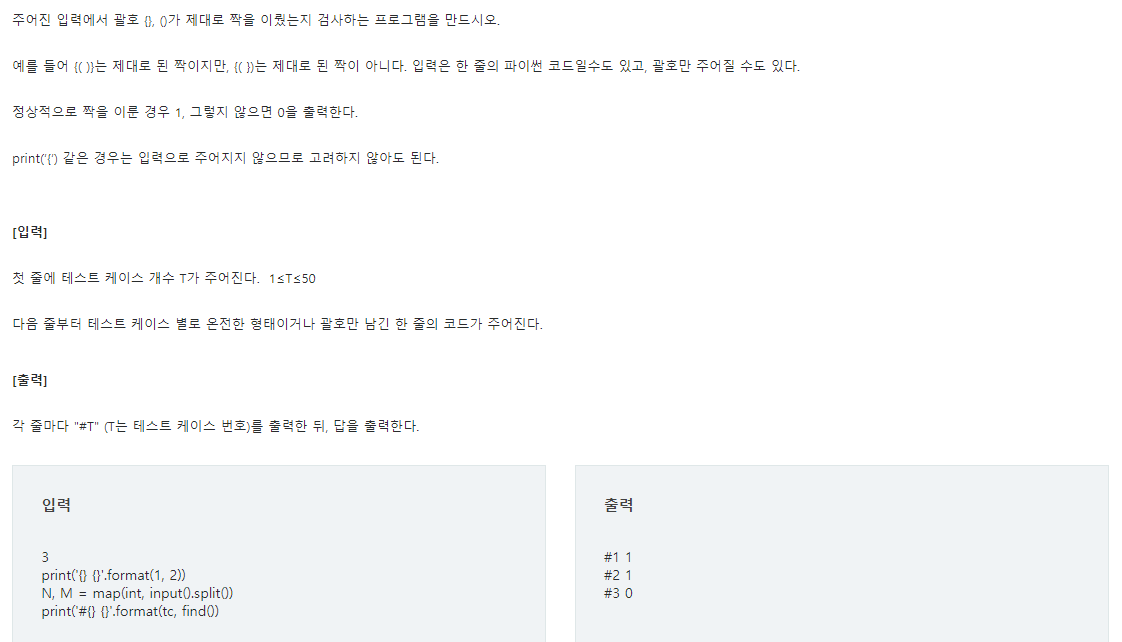 주어진 입력에서 괄호 {}, ()가 제대로 짝을 이뤘는지 검사하는 프로그램을 만드시오.
예를 들어 {( )}는 제대로 된 짝이지만, {( })는 제대로 된 짝이 아니다. 입력은 한 줄의 파이썬 코드일수도 있고, 괄호만 주어질 수도 있다.
정상적으로 짝을 이룬 경우 1, 그렇지 않으면 0을 출력한다.
print('{') 같은 경우는 입력으로 주어지지 않으므로 고려하지 않아도 된다.
[입력]
첫 줄에 테스트 케이스 개수 T가 주어진다. 1≤T≤50
다음 줄부터 테스트 케이스 별로 온전한 형태이거나 괄호만 남긴 한 줄의 코드가 주어진다.
[출력]
각 줄마다 "#T" (T는 테스트 케이스 번호)를 출력한 뒤, 답을 출력한다.
입력
3
print('{} {}'.format(1, 2))
N, M = map(int, input().split())
print('#{} {}'.format(tc, find())
출력
#1 1
#2 1
#3 0